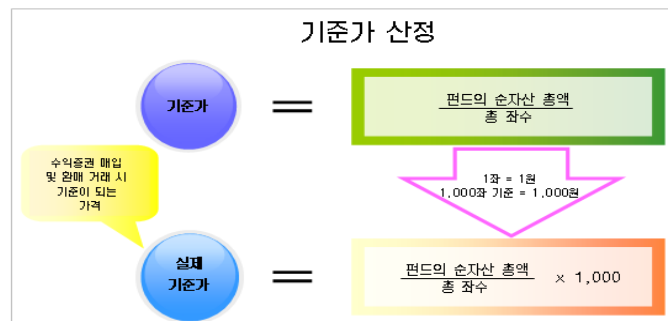 기준가 산정
기준가
=
펀드의 순자산 총액
총 좌수
수익증권 매입
및 환매 거래 시
기준이 되는
가격
1좌 = 1원
1,000좌 기준 = 1,000원
실제
기준가
=
펀드의 순자산 총액
총 좌수
x 1,000